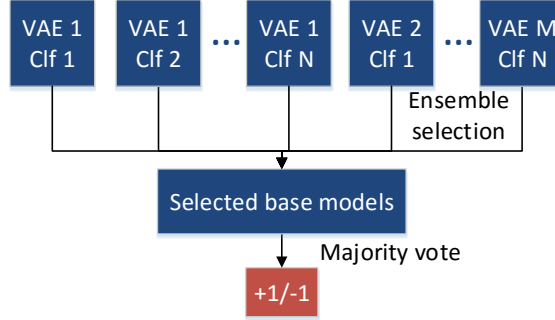 VAE 1
Clf 1
VAE 1
Clf 2
...
VAE 1
Clf N
VAE 2
Clf 1
...
VAE M
Clf N
Ensemble
selection
Selected base models
Majority vote
+1/-1